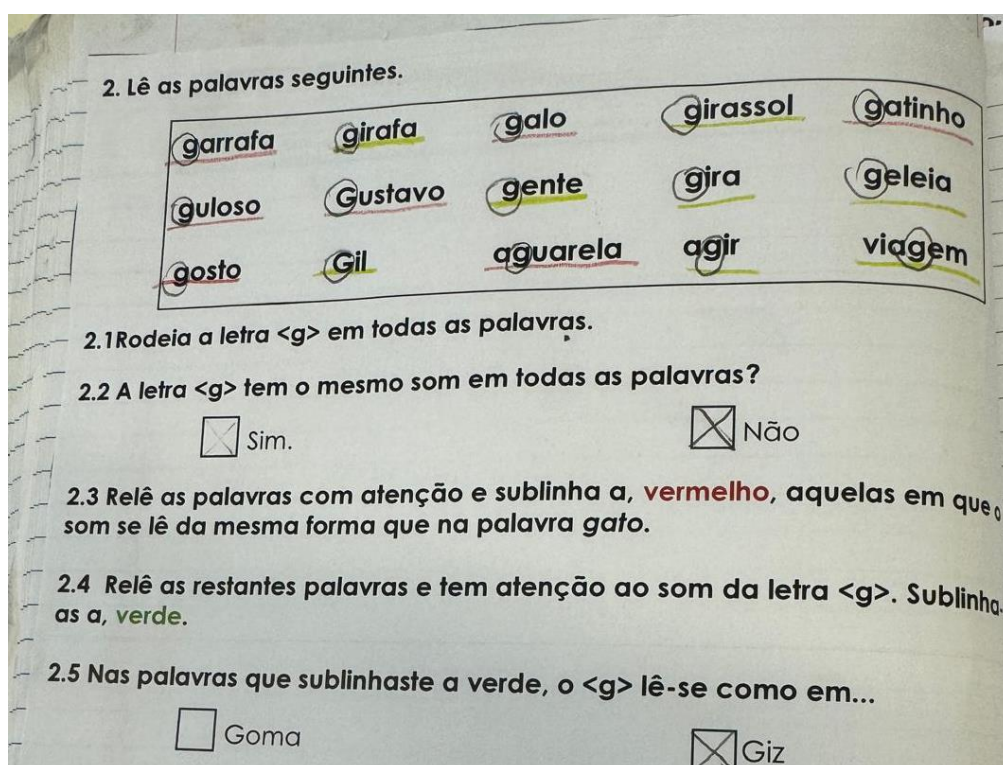 2. Lê as palavras seguintes.
garrafa girafa galo girassol gatinho
guloso Gustavo gente gira geleia
gosto Gil aguarela agir viagem
2.1Rodeia a letra <g> em todas as palavras.
2.2 A letra <g> tem o mesmo som em todas as palavras?
Sim. Não
2.3 Relê as palavras com atenção e sublinha a, vermelho, aquelas em que o
som se lê da mesma forma que na palavra gato.
2.4 Relê as restantes palavras e tem atenção ao som da letra <g>. Sublinha-
as a, verde.
2.5 Nas palavras que sublinhaste a verde, o <g> lê-se como em...
Goma Giz